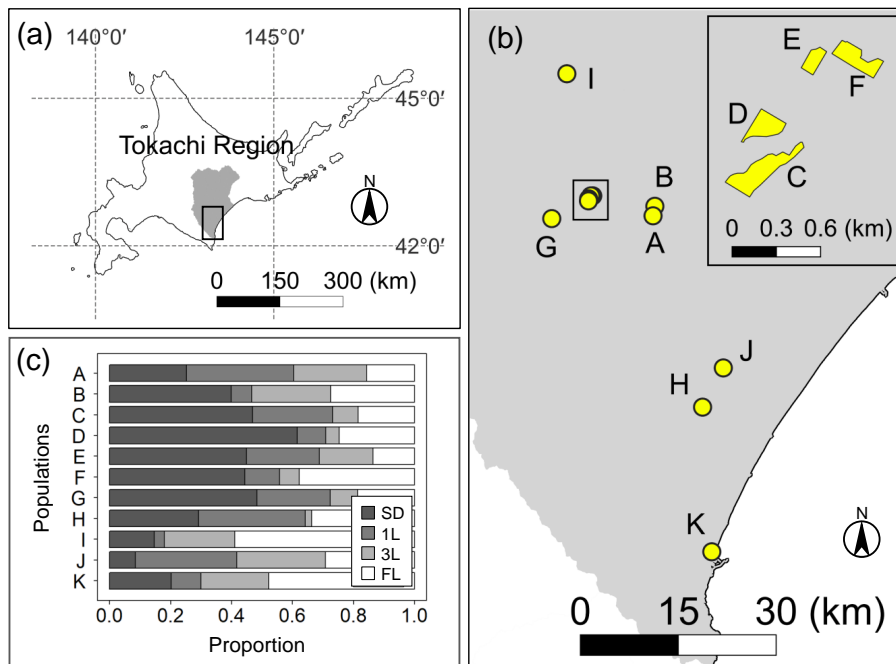 (a)
140°0′ 145°0′
45°0′
Tokachi Region
N
42°0′
0 150 300 (km)
(b)
I
B
G
A
J
H
K
N
0 15 30 (km)
E
F
D
C
0 0.3 0.6 (km)
(c)
Populations
A
B
C
D
E
F
G
H
I
J
K
SD
1L
3L
FL
0.0 0.2 0.4 0.6 0.8 1.0
Proportion